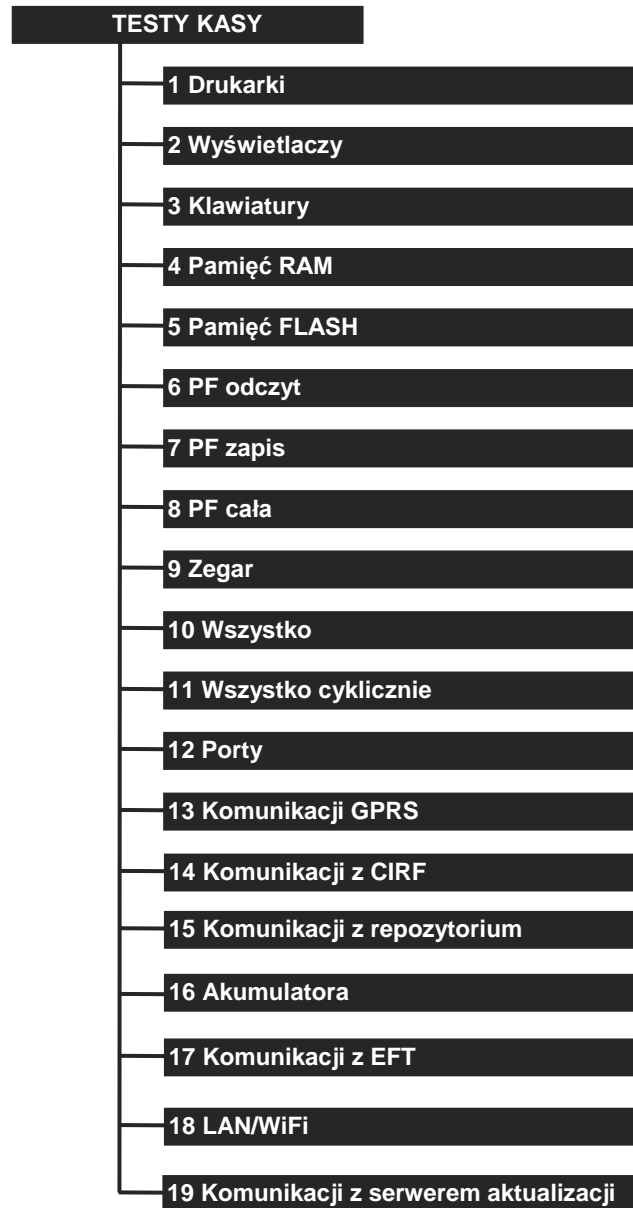 TESTY KASY
1 Drukarki
2 Wyświetlaczy
3 Klawiatury
4 Pamięć RAM
5 Pamięć FLASH
6 PF odczyt
7 PF zapis
8 PF cała
9 Zegar
10 Wszystko
11 Wszystko cyklicznie
12 Porty
13 Komunikacji GPRS
14 Komunikacji z CIRF
15 Komunikacji z repozytorium
16 Akumulatora
17 Komunikacji z EFT
18 LAN/WiFi
19 Komunikacji z serwerem aktualizacji